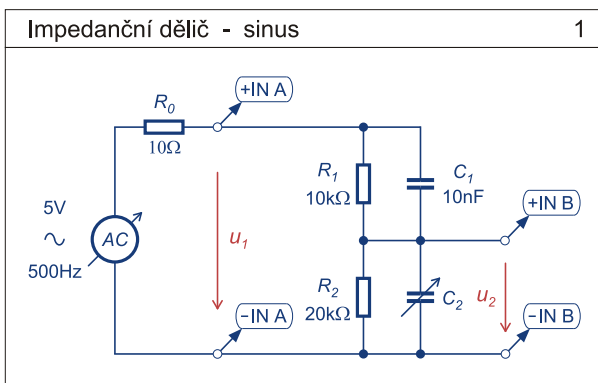 Impedanční dělič - sinus 1
+IN A
R0
10Ω
R1
10kΩ
C1
10nF
+IN B
5V
AC
500Hz
u1
R2
20kΩ
C2
u2
−IN A
−IN B